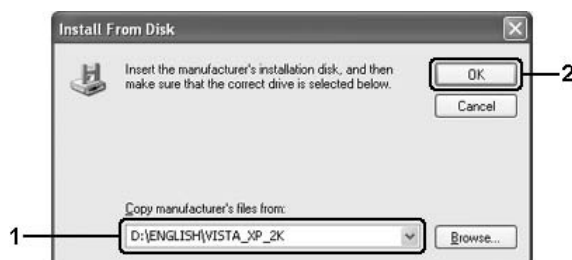 Install From Disk
Insert the manufacturer's installation disk, and then
make sure that the correct drive is selected below.
OK
2
Cancel
Copy manufacturer's files from:
1
D:\ENGLISH\VISTA_XP_2K
Browse...